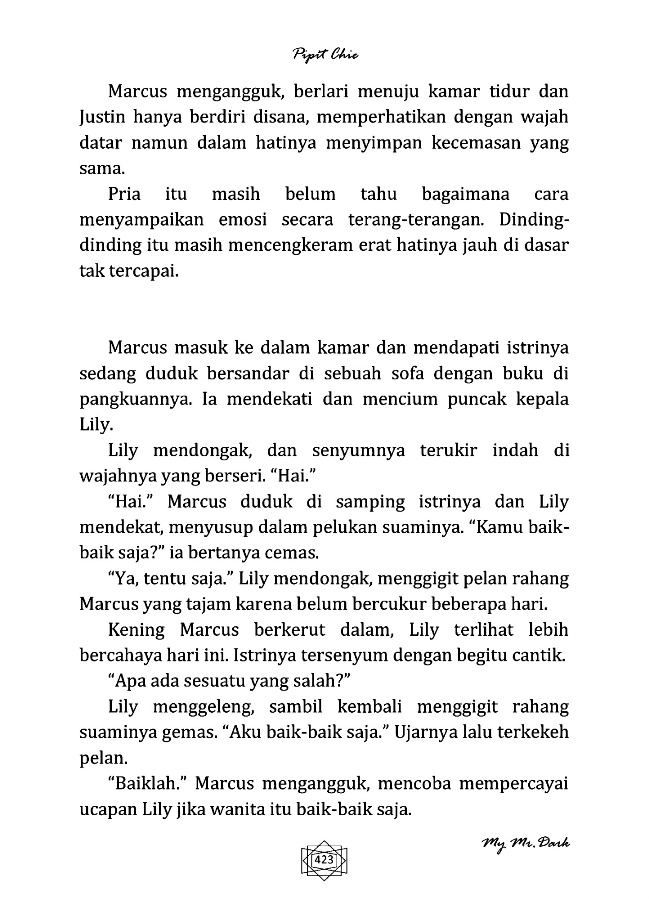 Pipit Chie
Marcus mengangguk, berlari menuju kamar tidur dan
Justin hanya berdiri disana, memperhatikan dengan wajah
datar namun dalam hatinya menyimpan kecemasan yang
sama.
Pria itu masih belum tahu bagaimana cara
menyampaikan emosi secara terang-terangan. Dinding-
dinding itu masih mencengkeram erat hatinya jauh di dasar
tak tercapai.
Marcus masuk ke dalam kamar dan mendapati istrinya
sedang duduk bersandar di sebuah sofa dengan buku di
pangkuannya. Ia mendekati dan mencium puncak kepala
Lily.
Lily mendongak, dan senyumnya terukir indah di
wajahnya yang berseri. “Hai.”
“Hai.” Marcus duduk di samping istrinya dan Lily
mendekat, menyusup dalam pelukan suaminya. “Kamu baik-
baik saja?” ia bertanya cemas.
“Ya, tentu saja.” Lily mendongak, menggigit pelan rahang
Marcus yang tajam karena belum bercukur beberapa hari.
Kening Marcus berkerut dalam, Lily terlihat lebih
bercahaya hari ini. Istrinya tersenyum dengan begitu cantik.
“Apa ada sesuatu yang salah?”
Lily menggeleng, sambil kembali menggigit rahang
suaminya gemas. “Aku baik-baik saja.” Ujarnya lalu terkekeh
pelan.
“Baiklah.” Marcus mengangguk, mencoba mempercayai
ucapan Lily jika wanita itu baik-baik saja.
My Mr. Dark
423